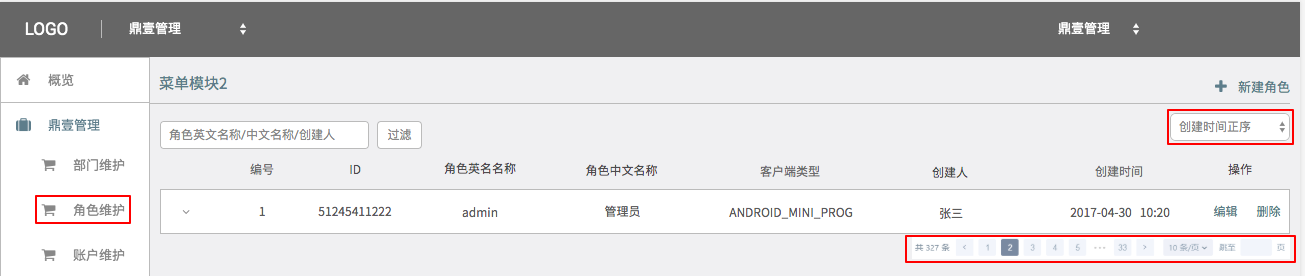 LOGO 鼎壹管理 鼎壹管理
概览
菜单模块2
新建角色
鼎壹管理
角色英文名称/中文名称/创建人 过滤 创建时间正序
部门维护
编号 ID 角色英名名称 角色中文名称 客户端类型 创建人 创建时间 操作
角色维护
1 51245411222 admin 管理员 ANDROID_MINI_PROG 张三 2017-04-30 10:20 编辑 删除
账户维护
共 327 条 < 1 2 3 4 5 ••• 33 > 10 条/页 跳至 页